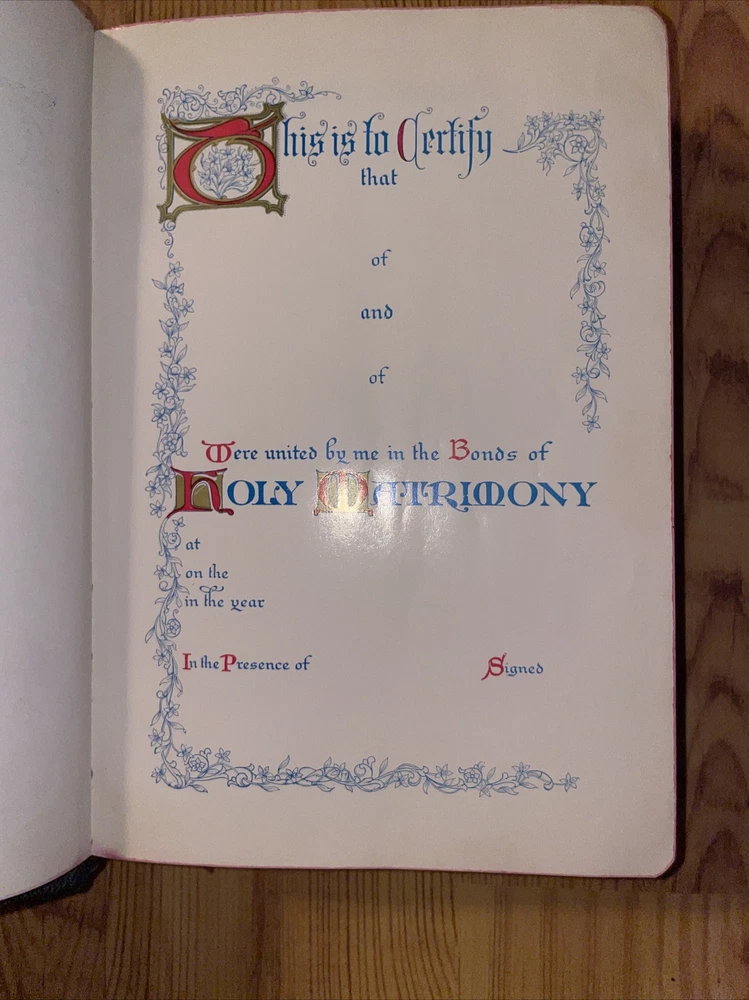 This is to Certify
that
of
and
of
Were united by me in the Bonds of
HOLY MATRIMONY
at
on the
in the year
In the Presence of Signed